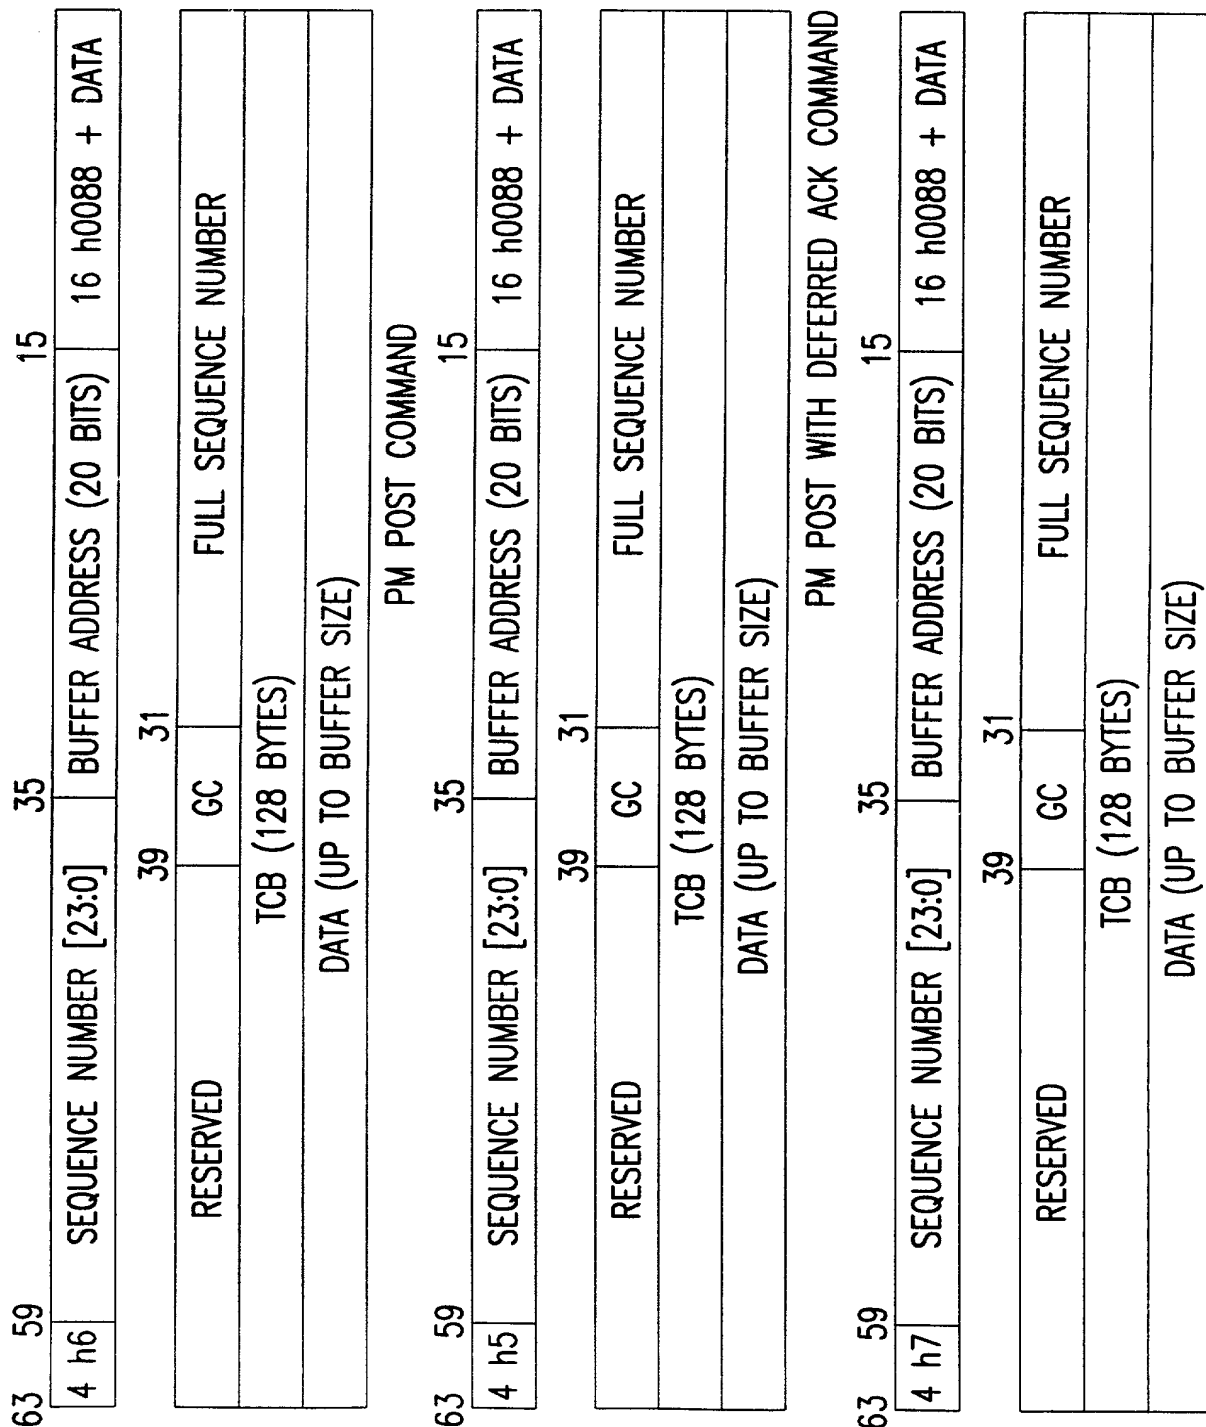 63 59 35 15
4 h6 SEQUENCE NUMBER [23:0] BUFFER ADDRESS (20 BITS) 16 h0088 + DATA
39 31
RESERVED GC FULL SEQUENCE NUMBER
TCB (128 BYTES)
DATA (UP TO BUFFER SIZE)
PM POST COMMAND
63 59 35 15
4 h5 SEQUENCE NUMBER [23:0] BUFFER ADDRESS (20 BITS) 16 h0088 + DATA
39 31
RESERVED GC FULL SEQUENCE NUMBER
TCB (128 BYTES)
DATA (UP TO BUFFER SIZE)
PM POST WITH DEFERRED ACK COMMAND
63 59 35 15
4 h7 SEQUENCE NUMBER [23:0] BUFFER ADDRESS (20 BITS) 16 h0088 + DATA
39 31
RESERVED GC FULL SEQUENCE NUMBER
TCB (128 BYTES)
DATA (UP TO BUFFER SIZE)